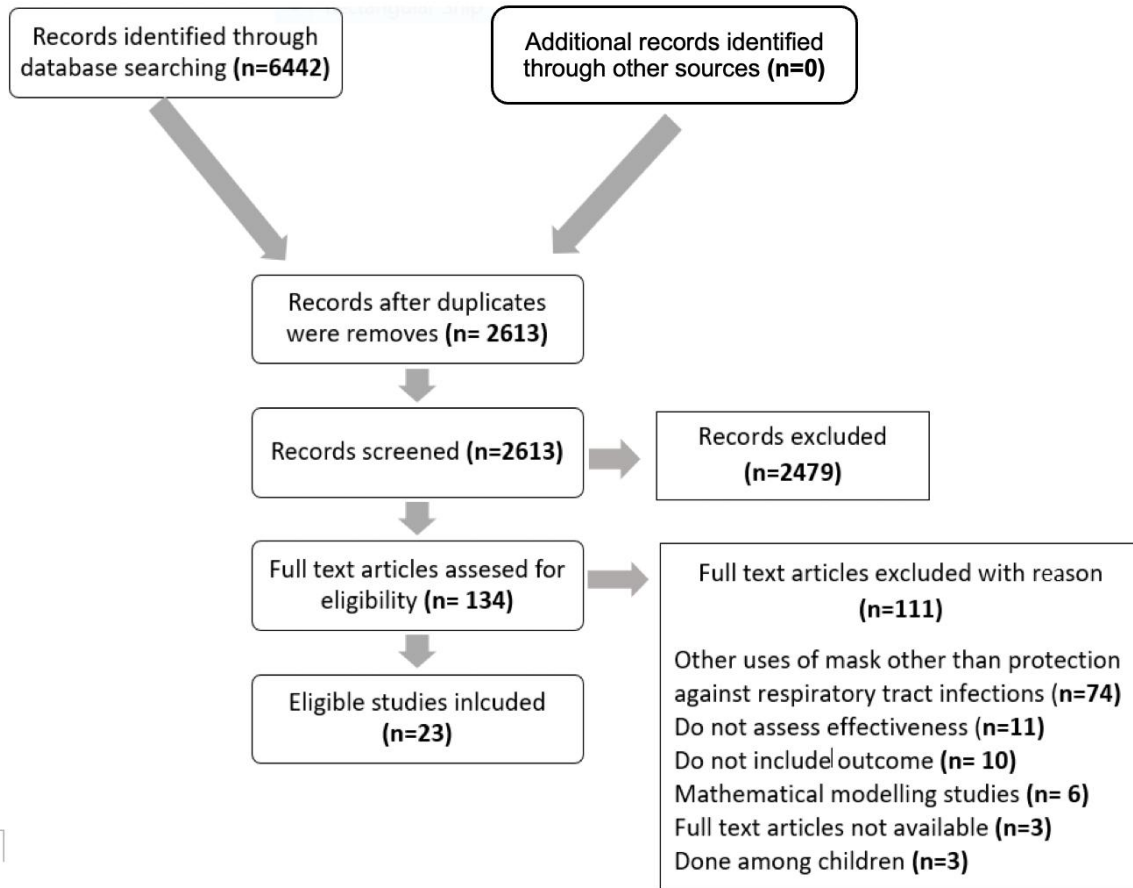 Records identified through
database searching (n=6442)
Additional records identified
through other sources (n=0)
Records after duplicates
were removes (n= 2613)
Records screened (n=2613)
Records excluded
(n=2479)
Full text articles assesed for
eligibility (n= 134)
Full text articles excluded with reason
(n=111)
Other uses of mask other than protection
against respiratory tract infections (n=74)
Do not assess effectiveness (n=11)
Do not include outcome (n= 10)
Mathematical modelling studies (n= 6)
Full text articles not available (n=3)
Done among children (n=3)
Eligible studies inlcuded
(n=23)